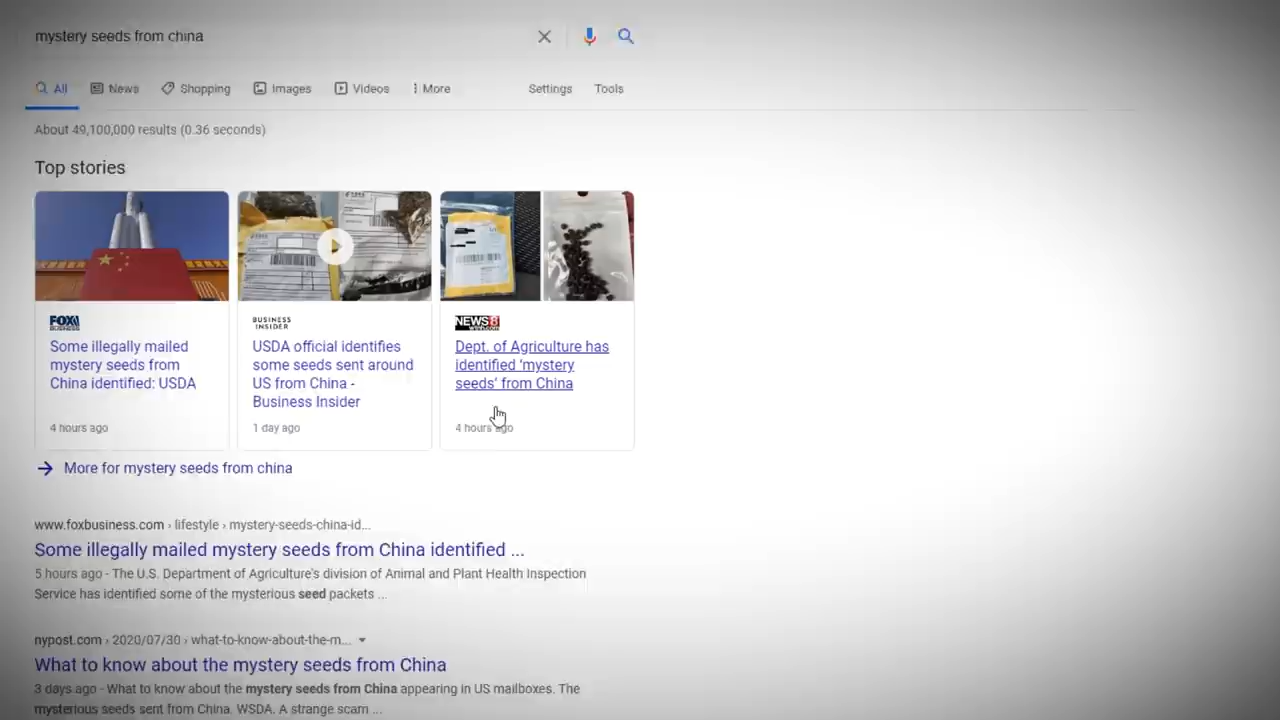 mystery seeds from china
All News Shopping Images Videos More Settings Tools
About 49,100,000 results (0.36 seconds)
Top stories
FOX BUSINESS
Some illegally mailed
mystery seeds from
China identified: USDA
4 hours ago
BUSINESS
INSIDER
USDA official identifies
some seeds sent around
US from China -
Business Insider
1 day ago
NEWS 8
Dept. of Agriculture has
identified 'mystery
seeds' from China
4 hours ago
More for mystery seeds from china
www.foxbusiness.com › lifestyle › mystery-seeds-china-id...
Some illegally mailed mystery seeds from China identified ...
5 hours ago - The U.S. Department of Agriculture's division of Animal and Plant Health Inspection
Service has identified some of the mysterious seed packets ...
nypost.com › 2020/07/30 › what-to-know-about-the-m...
What to know about the mystery seeds from China
3 days ago - What to know about the mystery seeds from China appearing in US mailboxes. The
mysterious seeds sent from China. WSDA. A strange scam ...